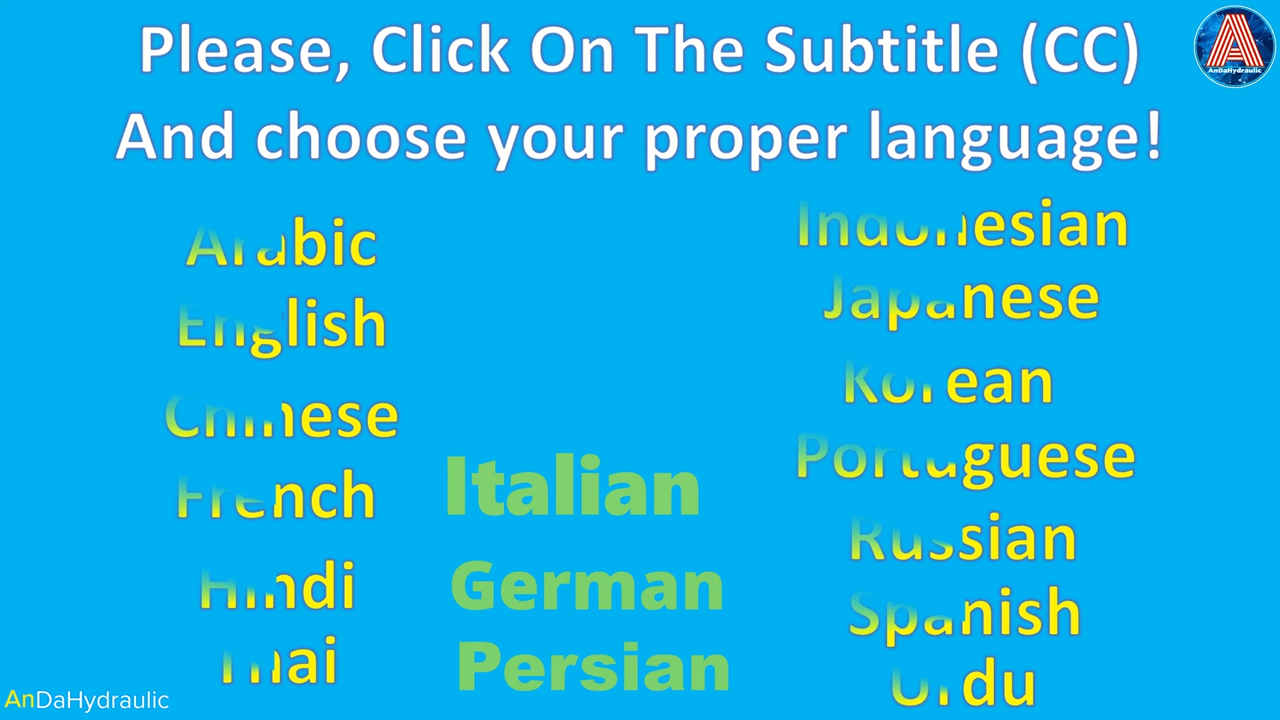 Please, Click On The Subtitle (CC)
And choose your proper language!
AnDaHydraulic
Arabic
English
Chinese
French
Hindi
Thai
Italian
German
Persian
Indonesian
Japanese
Korean
Portuguese
Russian
Spanish
Urdu
AnDaHydraulic